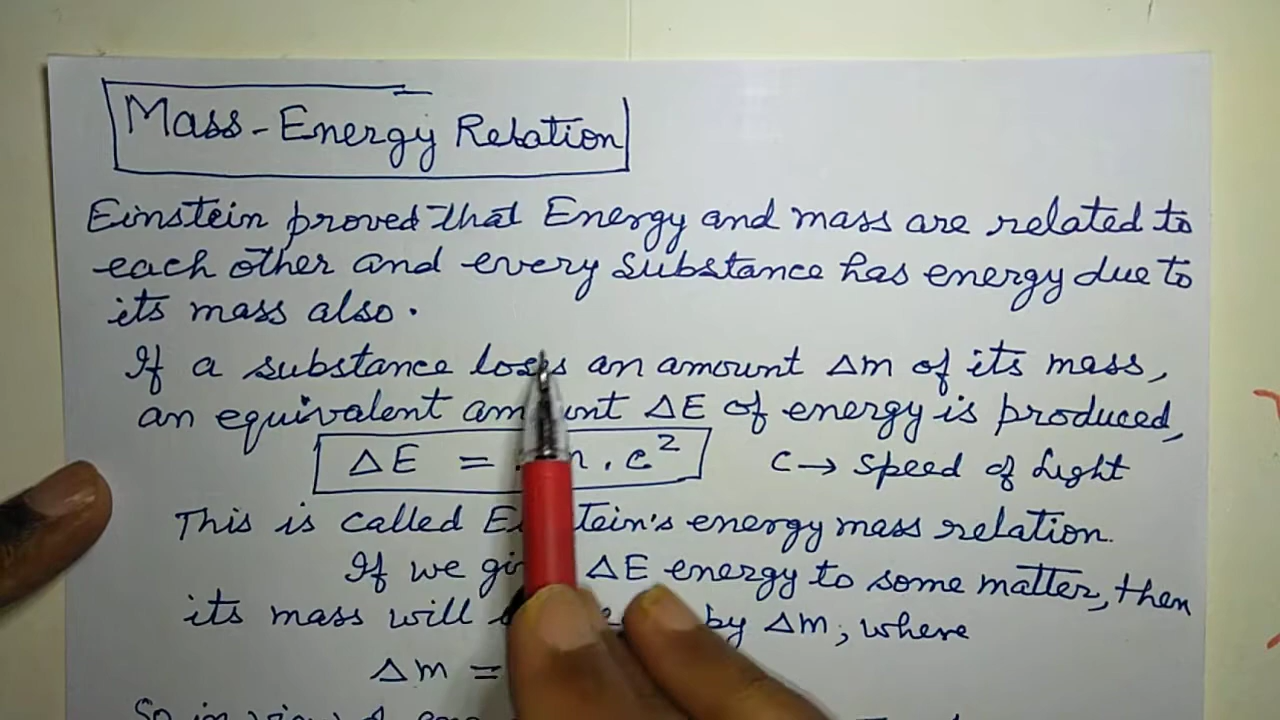 Mass-Energy Relation
Einstein proved that Energy and mass are related to
each other and every substance has energy due to
its mass also.
If a substance loses an amount Δm of its mass,
an equivalent ΔE of energy is produced,
ΔE = . c²
c → speed of light
This is called energy mass relation.
If we ΔE energy to some matter, then
its mass will by Δm, where
Δm =
So in